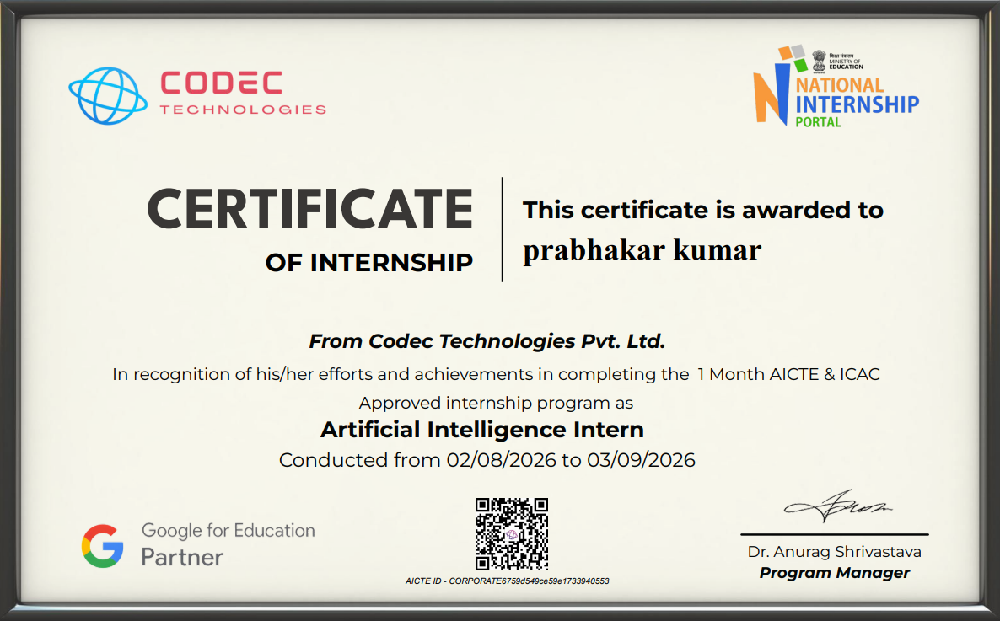 CODEC
TECHNOLOGIES
शिक्षा मंत्रालय
MINISTRY OF
EDUCATION
NATIONAL
INTERNSHIP
PORTAL
CERTIFICATE
OF INTERNSHIP
This certificate is awarded to
prabhakar kumar
From Codec Technologies Pvt. Ltd.
In recognition of his/her efforts and achievements in completing the 1 Month AICTE & ICAC
Approved internship program as
Artificial Intelligence Intern
Conducted from 02/08/2026 to 03/09/2026
Google for Education
Partner
AICTE ID - CORPORATE6759d549ce59e1733940553
Dr. Anurag Shrivastava
Program Manager